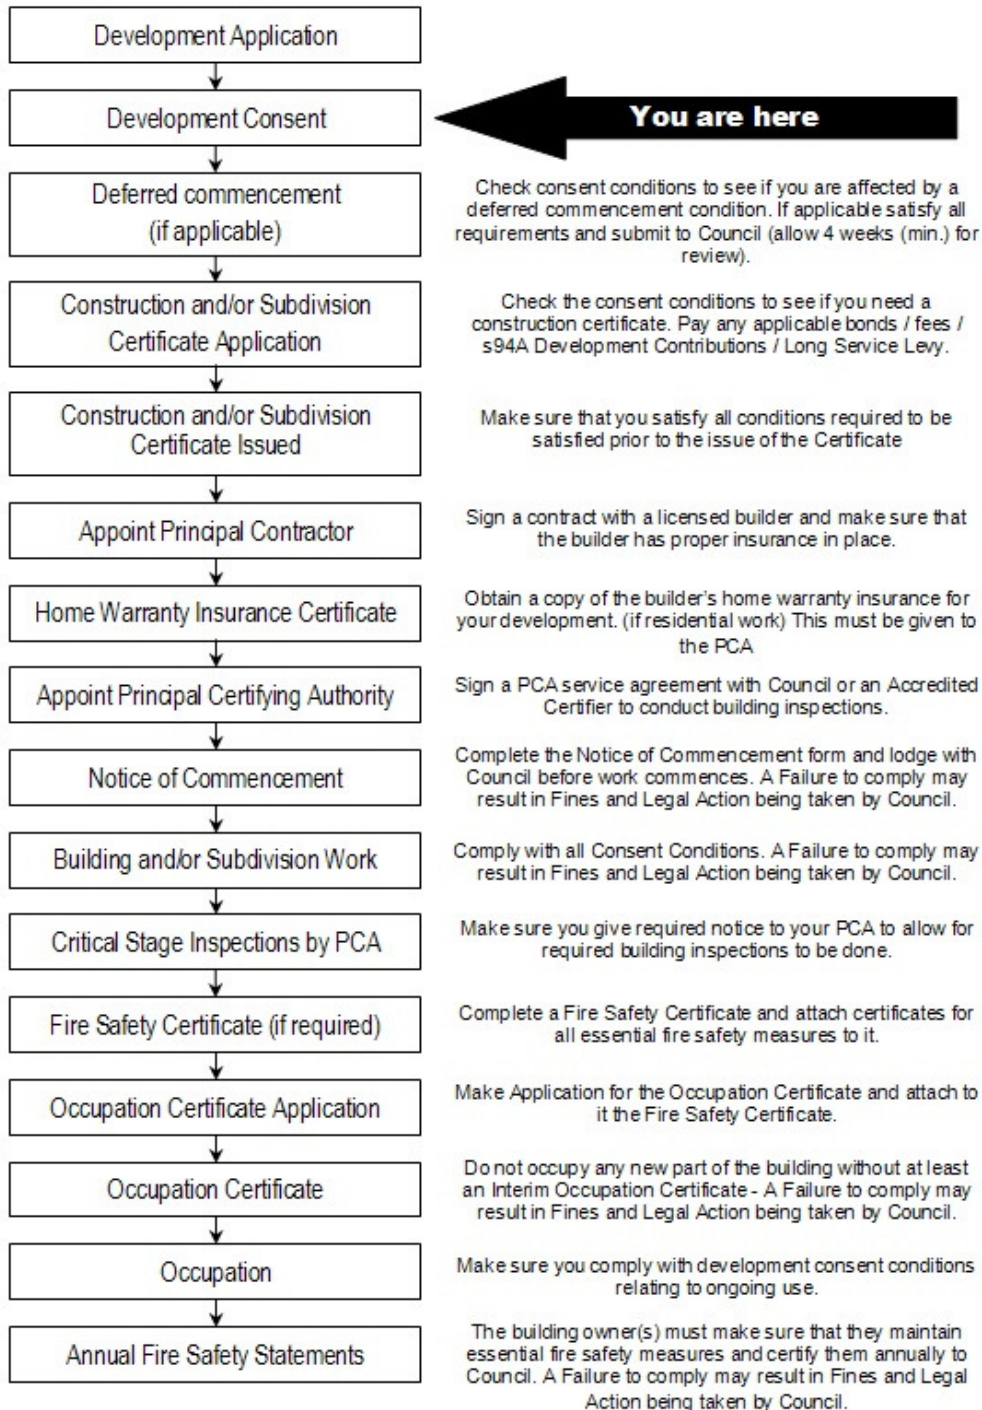 Development Application
Development Consent
You are here
Deferred commencement
(if applicable)
Check consent conditions to see if you are affected by a
deferred commencement condition. If applicable satisfy all
requirements and submit to Council (allow 4 weeks (min.) for
review).
Construction and/or Subdivision
Certificate Application
Check the consent conditions to see if you need a
construction certificate. Pay any applicable bonds / fees /
s94A Development Contributions / Long Service Levy.
Construction and/or Subdivision
Certificate Issued
Make sure that you satisfy all conditions required to be
satisfied prior to the issue of the Certificate
Appoint Principal Contractor
Sign a contract with a licensed builder and make sure that
the builder has proper insurance in place.
Home Warranty Insurance Certificate
Obtain a copy of the builder's home warranty insurance for
your development. (if residential work) This must be given to
the PCA
Appoint Principal Certifying Authority
Sign a PCA service agreement with Council or an Accredited
Certifier to conduct building inspections.
Notice of Commencement
Complete the Notice of Commencement form and lodge with
Council before work commences. A Failure to comply may
result in Fines and Legal Action being taken by Council.
Building and/or Subdivision Work
Comply with all Consent Conditions. A Failure to comply may
result in Fines and Legal Action being taken by Council.
Critical Stage Inspections by PCA
Make sure you give required notice to your PCA to allow for
required building inspections to be done.
Fire Safety Certificate (if required)
Complete a Fire Safety Certificate and attach certificates for
all essential fire safety measures to it.
Occupation Certificate Application
Make Application for the Occupation Certificate and attach to
it the Fire Safety Certificate.
Occupation Certificate
Do not occupy any new part of the building without at least
an Interim Occupation Certificate - A Failure to comply may
result in Fines and Legal Action being taken by Council.
Occupation
Make sure you comply with development consent conditions
relating to ongoing use.
Annual Fire Safety Statements
The building owner(s) must make sure that they maintain
essential fire safety measures and certify them annually to
Council. A Failure to comply may result in Fines and Legal
Action being taken by Council.